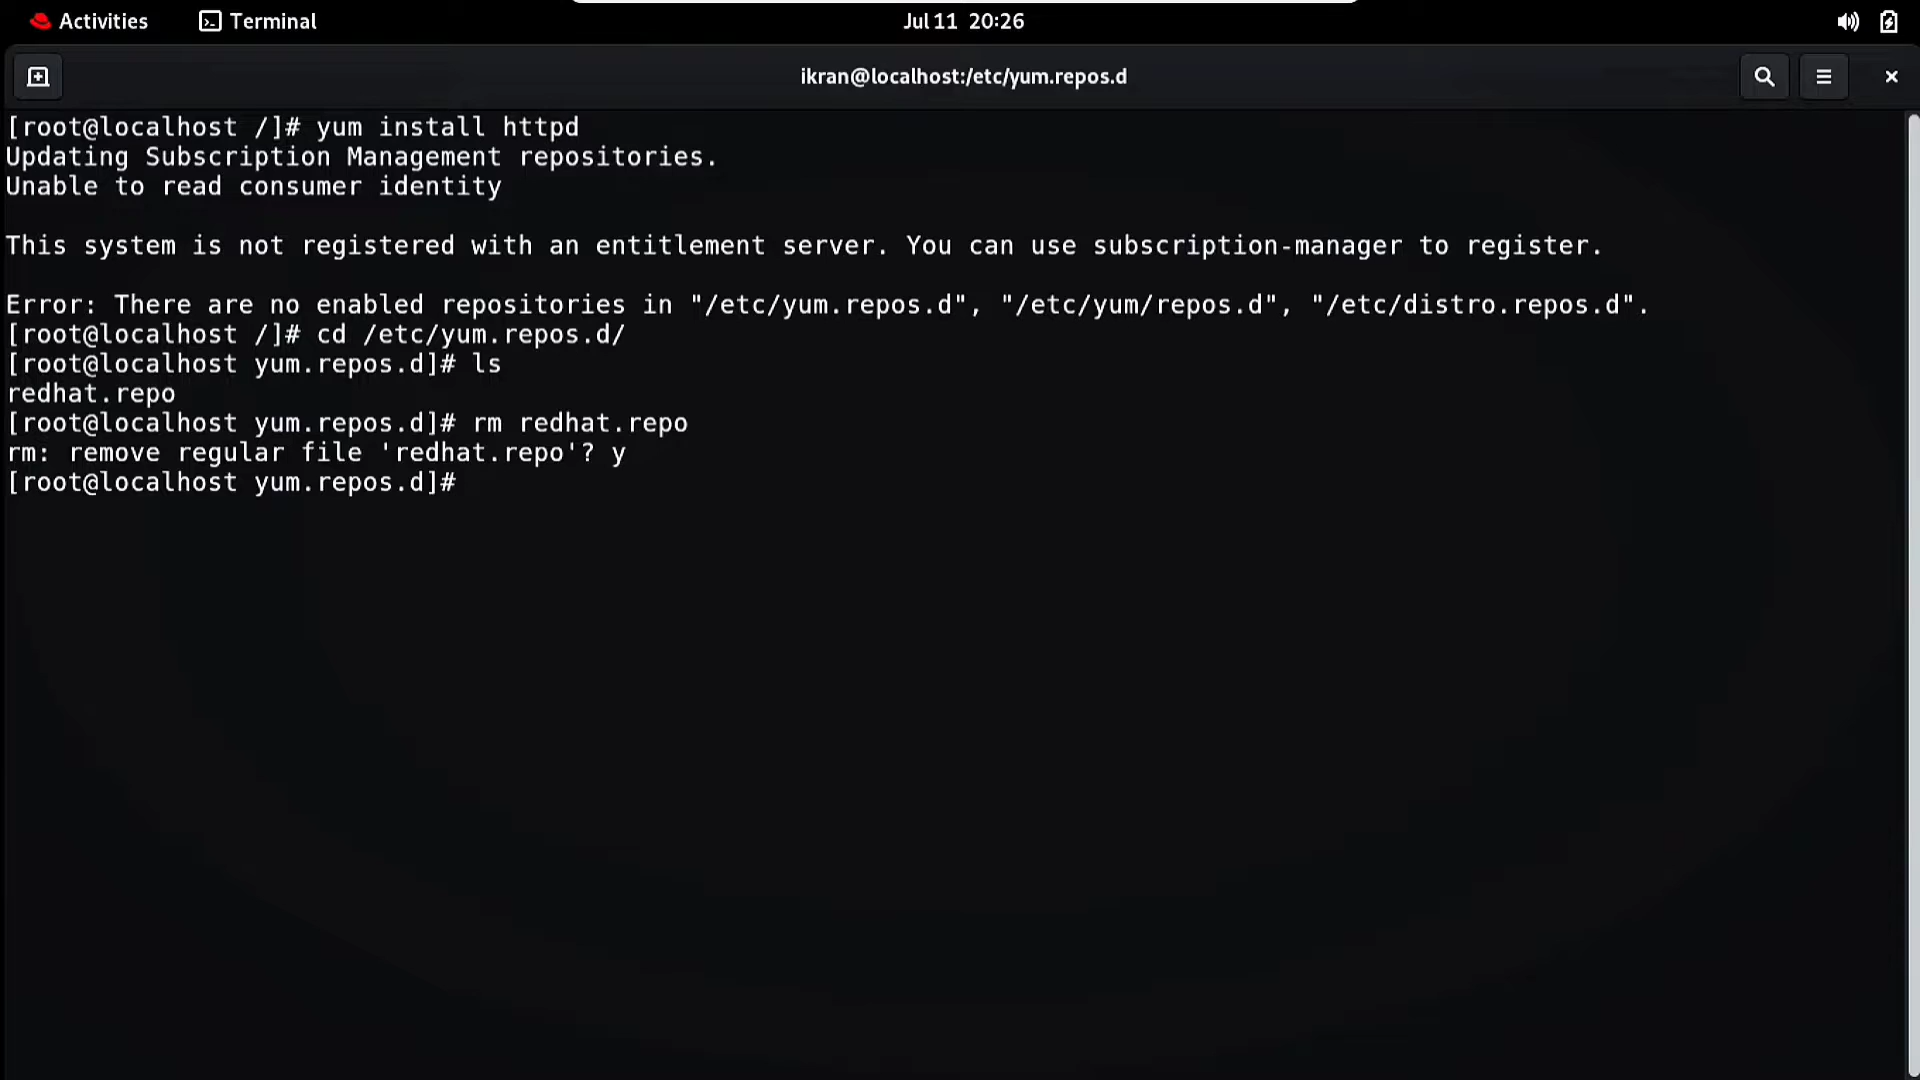 Activities Terminal Jul 11 20:26
ikran@localhost:/etc/yum.repos.d
[root@localhost /]# yum install httpd
Updating Subscription Management repositories.
Unable to read consumer identity
This system is not registered with an entitlement server. You can use subscription-manager to register.
Error: There are no enabled repositories in "/etc/yum.repos.d", "/etc/yum/repos.d", "/etc/distro.repos.d".
[root@localhost /]# cd /etc/yum.repos.d/
[root@localhost yum.repos.d]# ls
redhat.repo
[root@localhost yum.repos.d]# rm redhat.repo
rm: remove regular file 'redhat.repo'? y
[root@localhost yum.repos.d]#